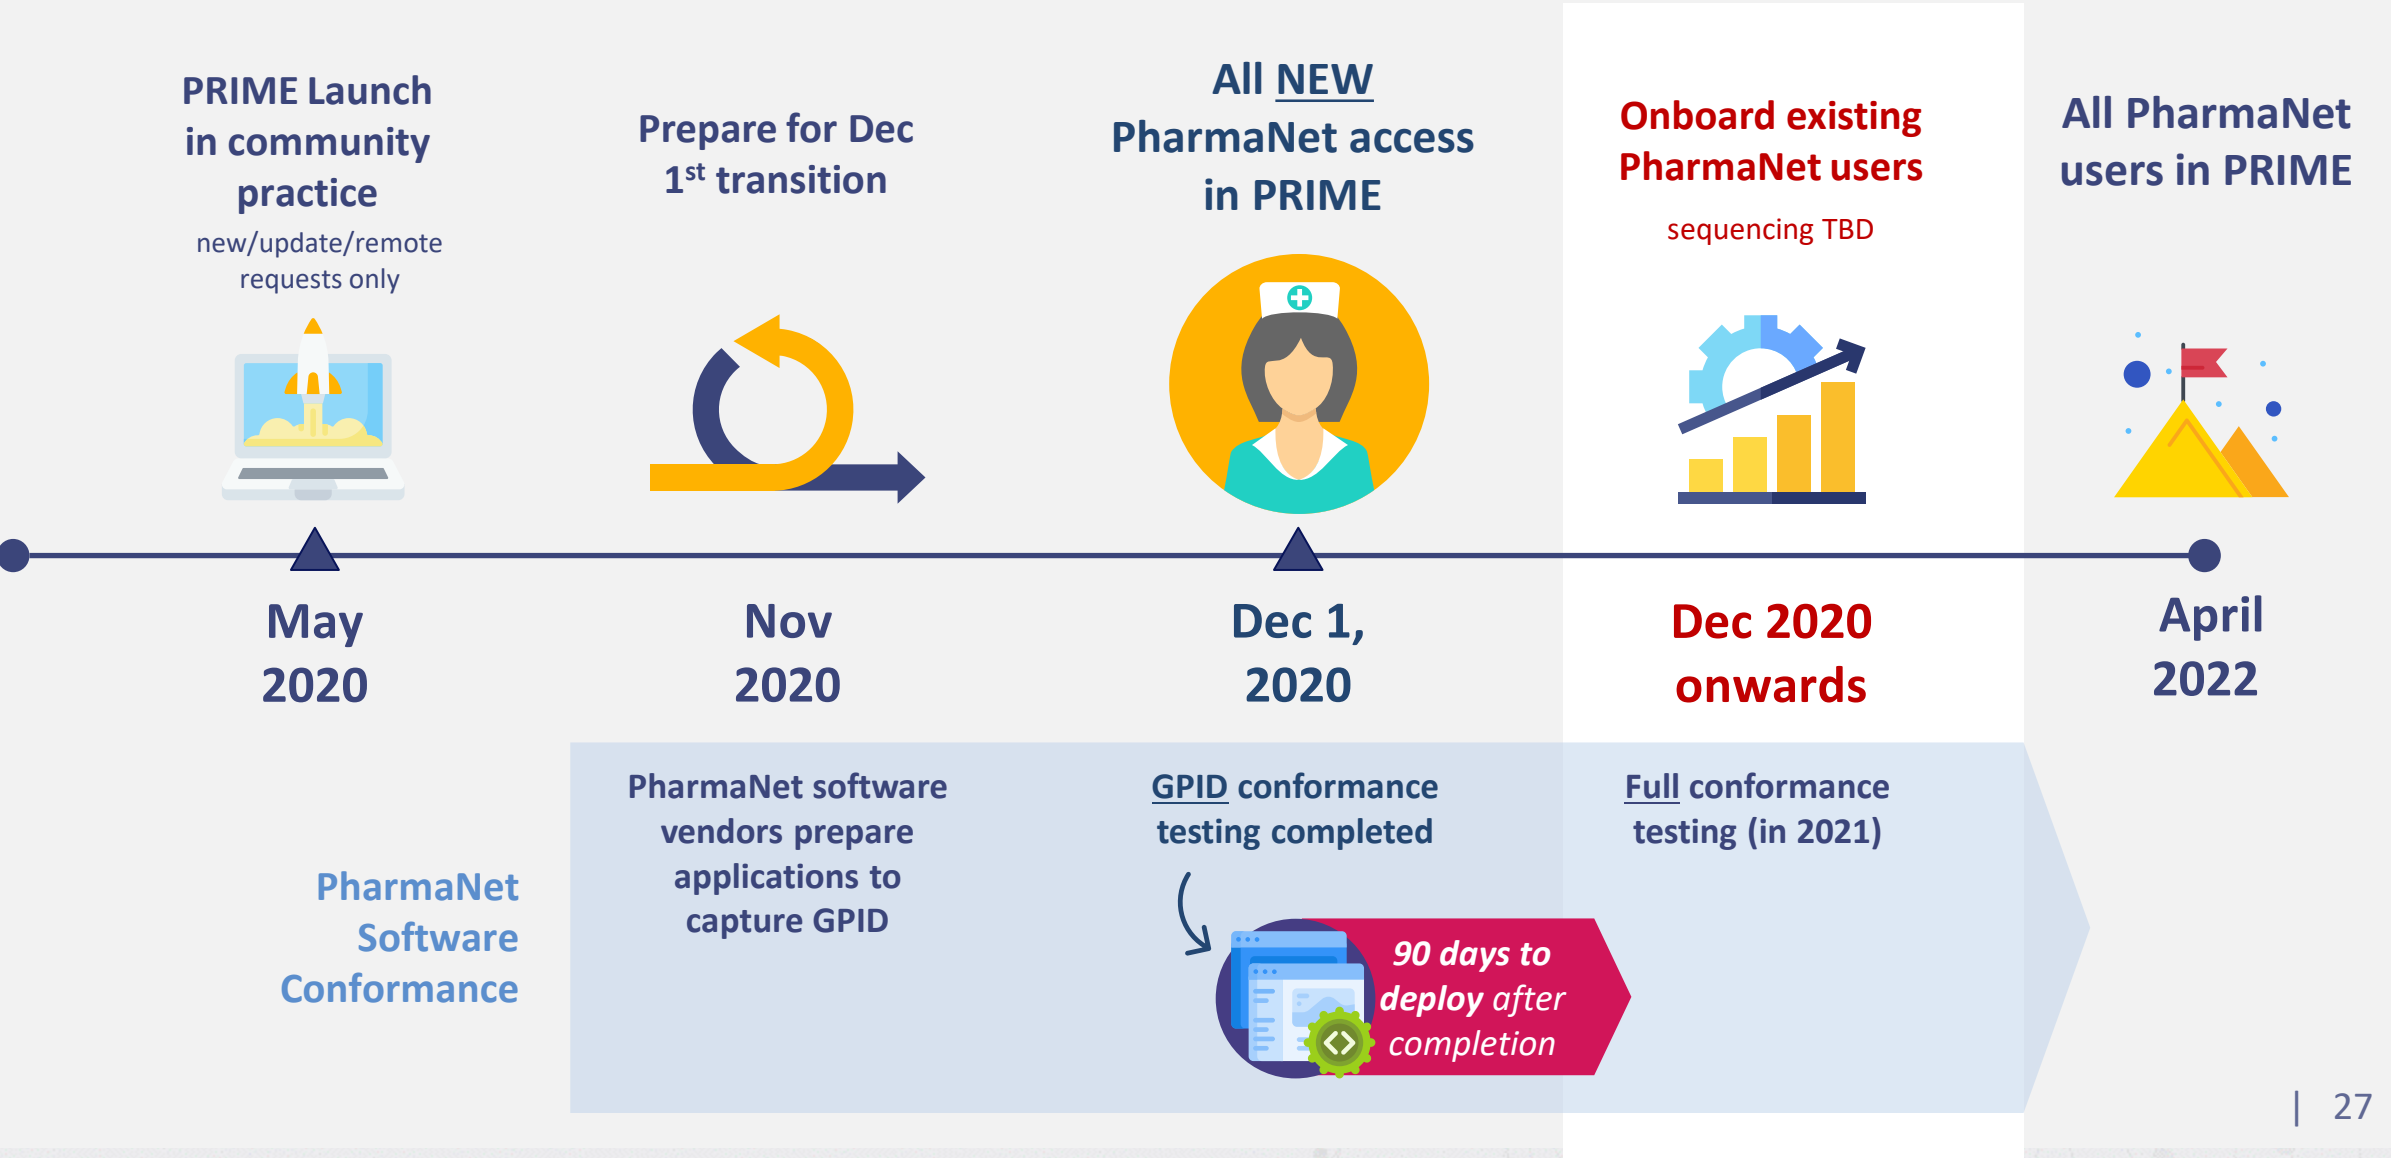 PRIME Launch
in community
practice
new/update/remote
requests only
Prepare for Dec
1st transition
All NEW
PharmaNet access
in PRIME
Onboard existing
PharmaNet users
sequencing TBD
All PharmaNet
users in PRIME
May
2020
Nov
2020
Dec 1,
2020
Dec 2020
onwards
April
2022
PharmaNet
Software
Conformance
PharmaNet software
vendors prepare
applications to
capture GPID
GPID conformance
testing completed
90 days to
deploy after
completion
Full conformance
testing (in 2021)
| 27